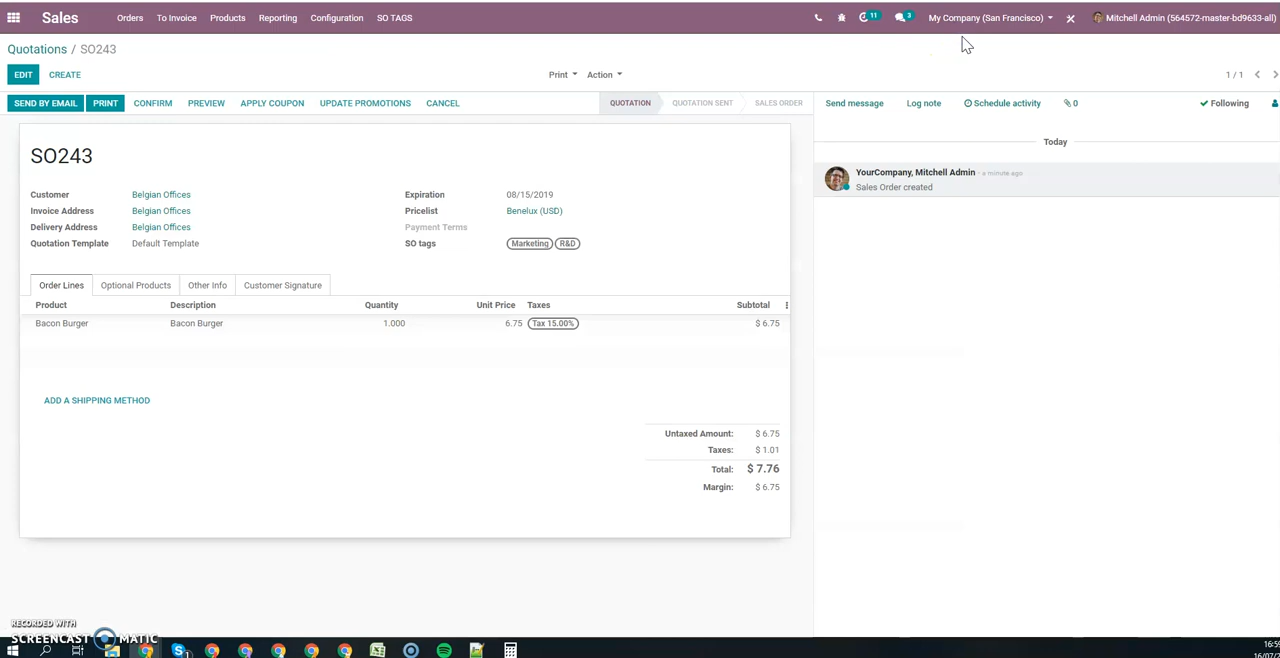 Sales Orders To Invoice Products Reporting Configuration SO TAGS 11 3 My Company (San Francisco) Mitchell Admin (564572-master-bd9633-all)
Quotations / SO243
EDIT CREATE Print Action 1 / 1
SEND BY EMAIL PRINT CONFIRM PREVIEW APPLY COUPON UPDATE PROMOTIONS CANCEL QUOTATION QUOTATION SENT SALES ORDER Send message Log note Schedule activity 0 Following
Today
SO243
YourCompany, Mitchell Admin - a minute ago
Sales Order created
Customer Belgian Offices Expiration 08/15/2019
Invoice Address Belgian Offices Pricelist Benelux (USD)
Delivery Address Belgian Offices Payment Terms
Quotation Template Default Template SO tags Marketing R&D
Order Lines Optional Products Other Info Customer Signature
Product Description Quantity Unit Price Taxes Subtotal
Bacon Burger Bacon Burger 1.000 6.75 Tax 15.00% $ 6.75
ADD A SHIPPING METHOD
Untaxed Amount: $ 6.75
Taxes: $ 1.01
Total: $ 7.76
Margin: $ 6.75
RECORDED WITH
SCREENCAST MATIC
1
16:59